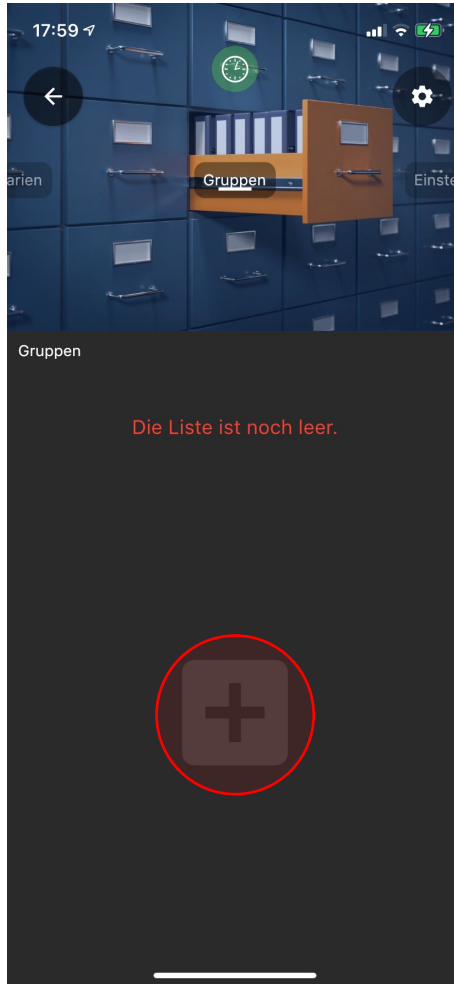 17:59
arien
Gruppen
Einste
Gruppen
Die Liste ist noch leer.